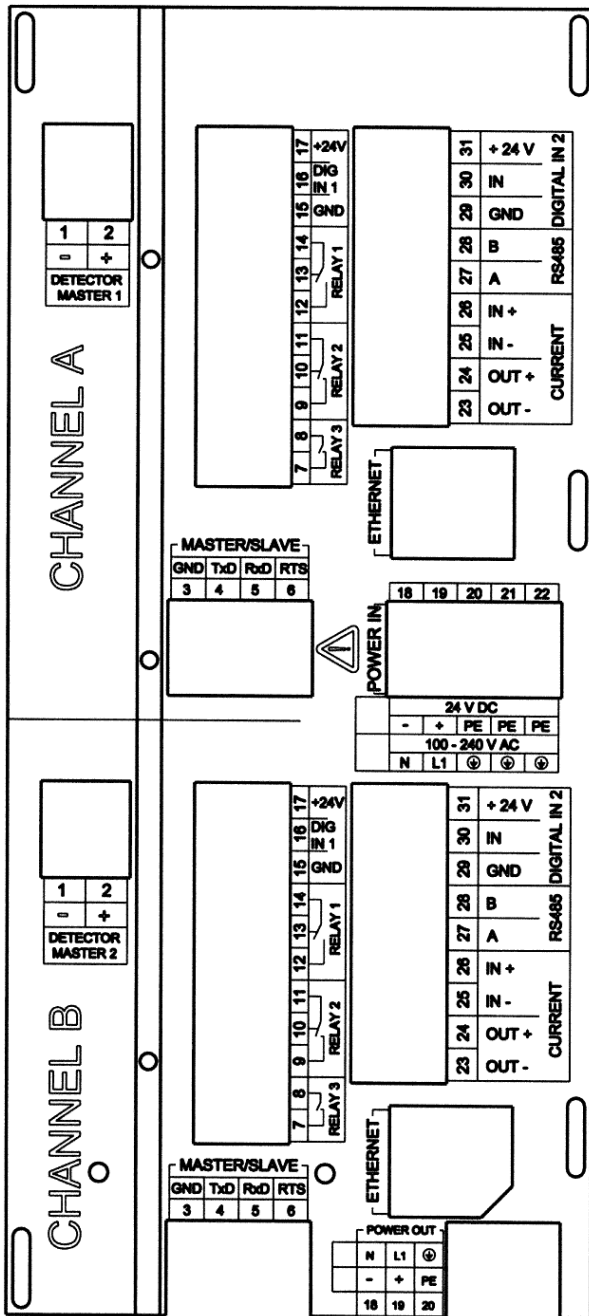 CHANNEL A
1 2
- +
DETECTOR
MASTER 1
17 +24V
16 DIG
IN 1
15 GND
14
13
12
RELAY 1
11
10
9
RELAY 2
8
7
RELAY 3
31 + 24 V
30 IN
29 GND
DIGITAL IN 2
28 B
27 A
RS485
26 IN +
25 IN -
24 OUT +
23 OUT -
CURRENT
ETHERNET
MASTER/SLAVE
GND TxD RxD RTS
3 4 5 6
POWER IN
18 19 20 21 22
24 V DC
- + PE PE PE
100 - 240 V AC
N L1
CHANNEL B
1 2
- +
DETECTOR
MASTER 2
17 +24V
16 DIG
IN 1
15 GND
14
13
12
RELAY 1
11
10
9
RELAY 2
8
7
RELAY 3
31 + 24 V
30 IN
29 GND
DIGITAL IN 2
28 B
27 A
RS485
26 IN +
25 IN -
24 OUT +
23 OUT -
CURRENT
ETHERNET
MASTER/SLAVE
GND TxD RxD RTS
3 4 5 6
POWER OUT
N L1
- + PE
18 19 20